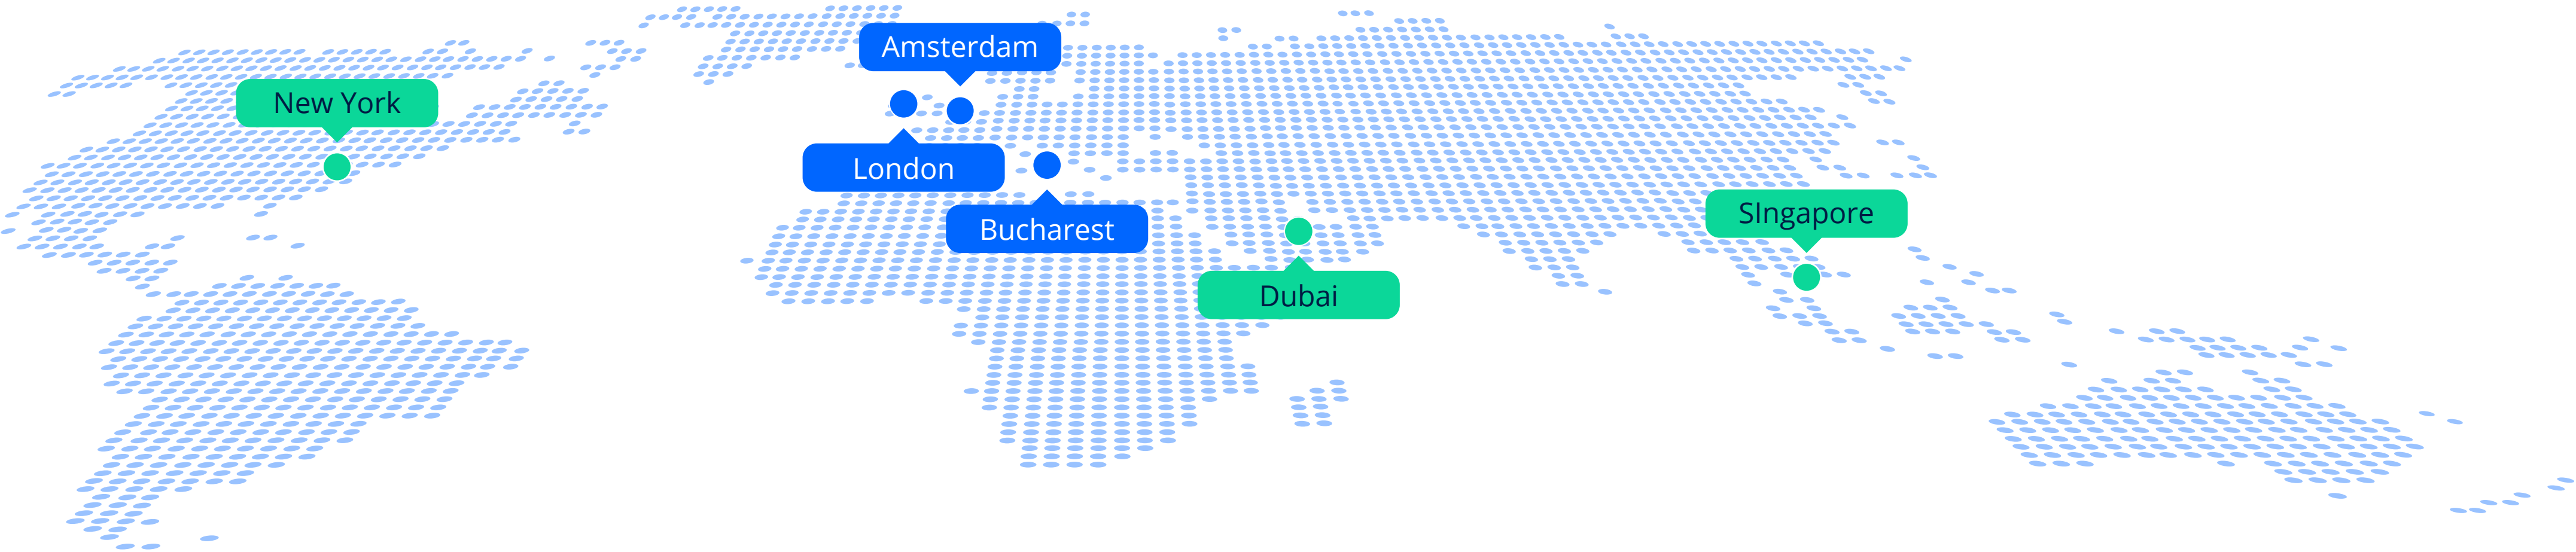 Amsterdam
New York
London
SIngapore
Bucharest
Dubai